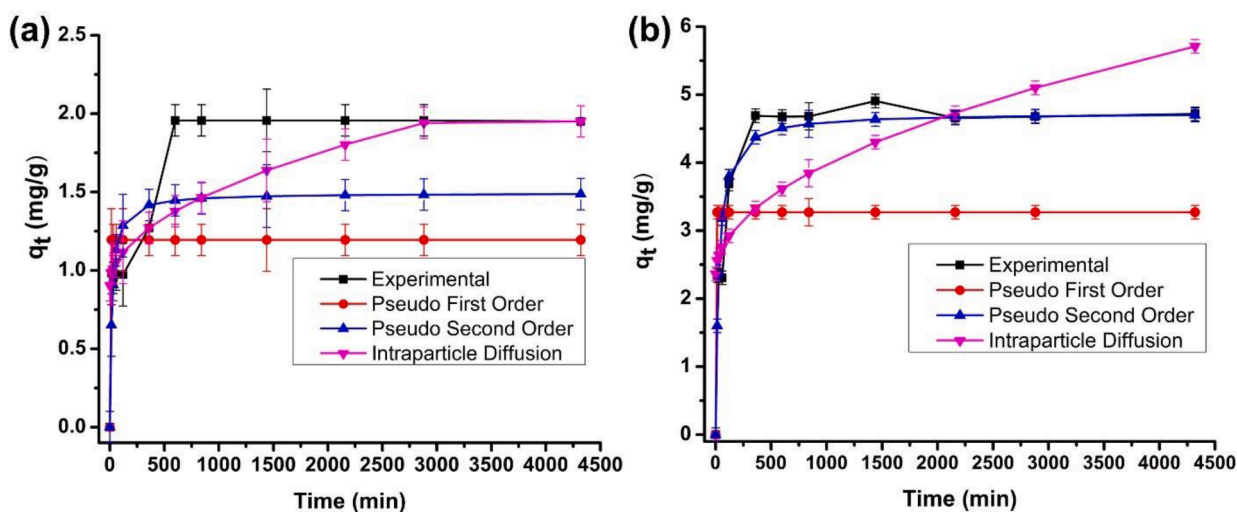 (a)
2.5
2.0
1.5
1.0
0.5
0.0
qt (mg/g)
0 500 1000 1500 2000 2500 3000 3500 4000 4500
Time (min)
Experimental
Pseudo First Order
Pseudo Second Order
Intraparticle Diffusion
(b)
6
5
4
3
2
1
0
qt (mg/g)
0 500 1000 1500 2000 2500 3000 3500 4000 4500
Time (min)
Experimental
Pseudo First Order
Pseudo Second Order
Intraparticle Diffusion